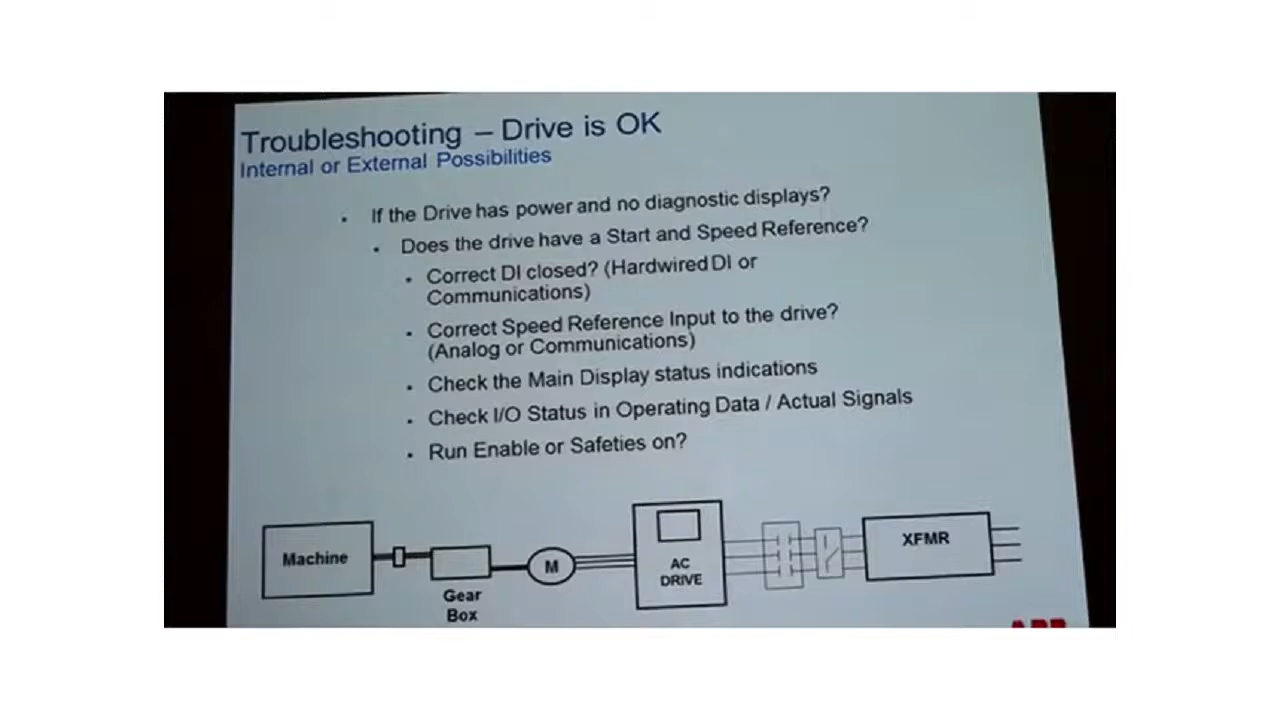 Troubleshooting – Drive is OK
Internal or External Possibilities
If the Drive has power and no diagnostic displays?
Does the drive have a Start and Speed Reference?
Correct DI closed? (Hardwired DI or
Communications)
Correct Speed Reference Input to the drive?
(Analog or Communications)
Check the Main Display status indications
Check I/O Status in Operating Data / Actual Signals
Run Enable or Safeties on?
Machine
Gear
Box
M
AC
DRIVE
XFMR
ABB